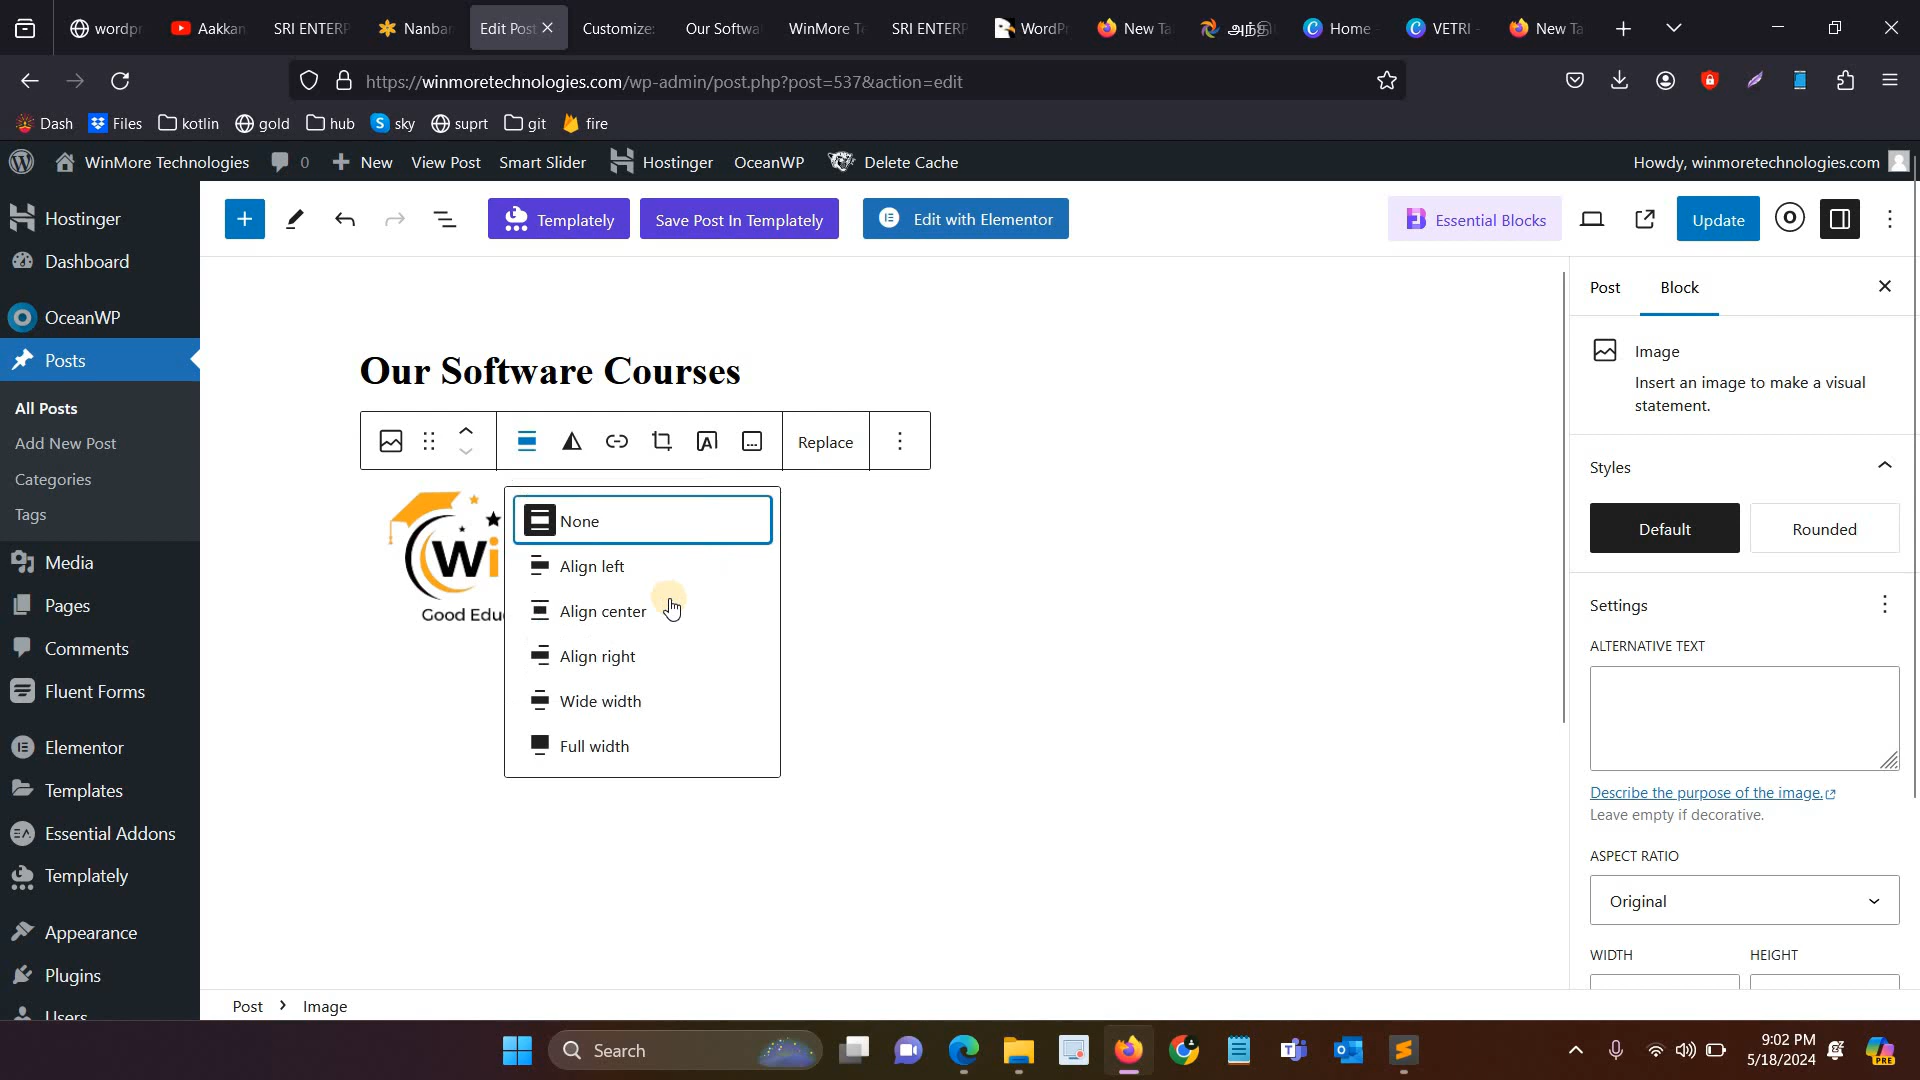 wordpr
Aakkan
SRI ENTERP
Nanbar
Edit Post
Customize:
Our Softwa
WinMore Te
SRI ENTERP
WordPr
New Ta
அந்தி
Home -
VETRI -
New Ta
https://winmoretechnologies.com/wp-admin/post.php?post=537&action=edit
Dash
Files
kotlin
gold
hub
sky
suprt
git
fire
WinMore Technologies
0
New
View Post
Smart Slider
Hostinger
OceanWP
Delete Cache
Howdy, winmoretechnologies.com
Hostinger
Dashboard
OceanWP
Posts
All Posts
Add New Post
Categories
Tags
Media
Pages
Comments
Fluent Forms
Elementor
Templates
Essential Addons
Templately
Appearance
Plugins
Users
Templately
Save Post In Templately
Edit with Elementor
Essential Blocks
Update
Our Software Courses
Replace
Wi
Good Edu
None
Align left
Align center
Align right
Wide width
Full width
Post
Block
Image
Insert an image to make a visual
statement.
Styles
Default
Rounded
Settings
ALTERNATIVE TEXT
Describe the purpose of the image.
Leave empty if decorative.
ASPECT RATIO
Original
WIDTH
HEIGHT
Post
Image
Search
9:02 PM
5/18/2024
PRE